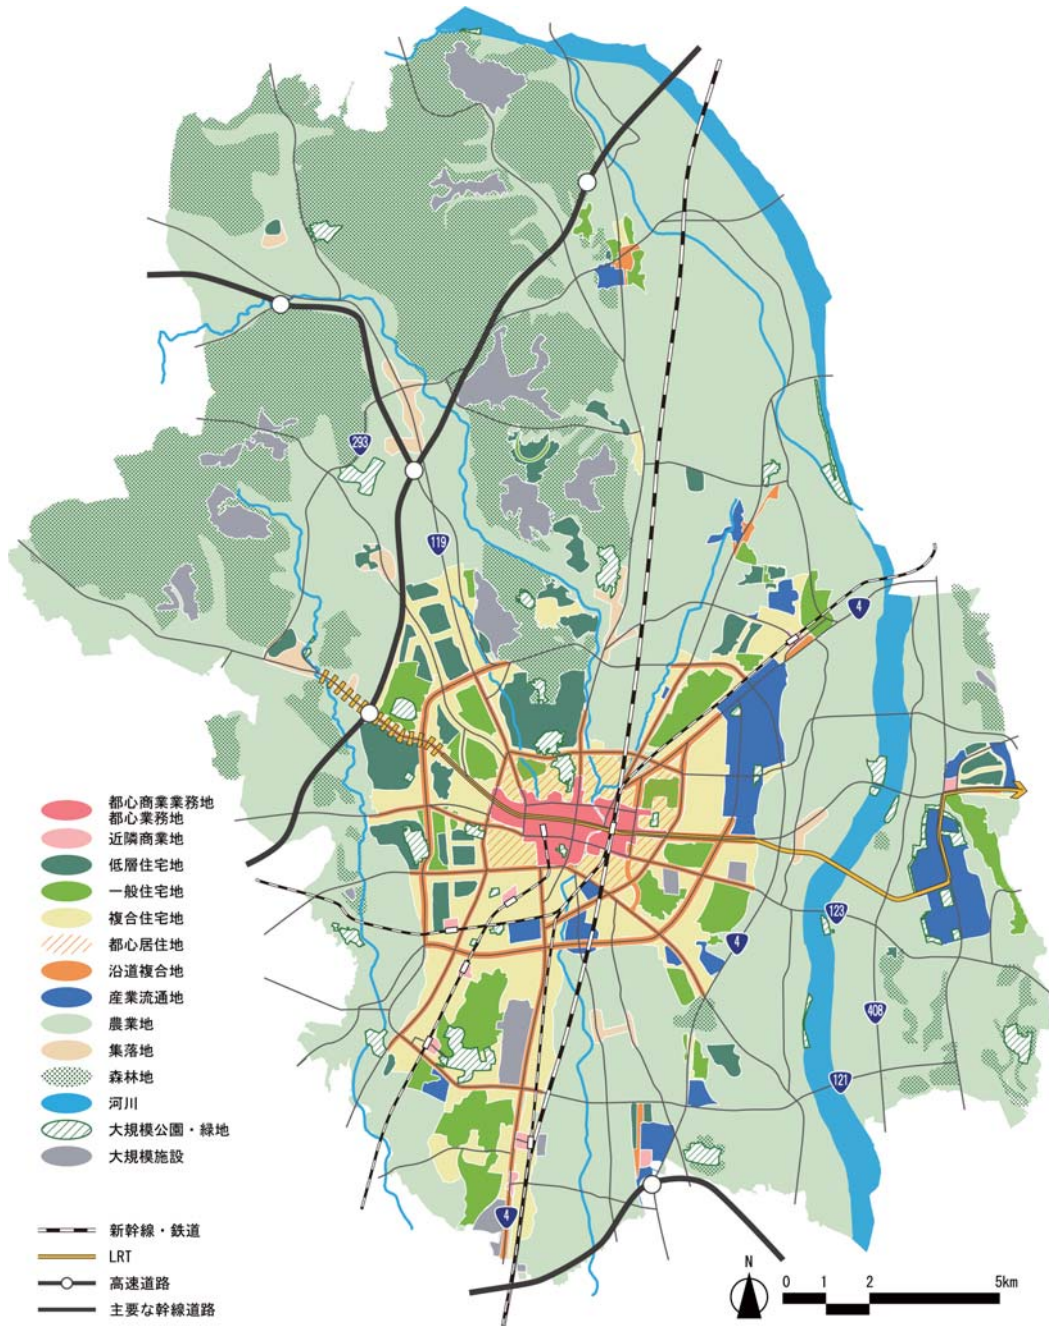 293
119
4
都心商業業務地
都心業務地
近隣商業地
低層住宅地
一般住宅地
複合住宅地
都心居住地
沿道複合地
産業流通地
農業地
集落地
森林地
河川
大規模公園・緑地
大規模施設
123
4
408
121
4
新幹線・鉄道
LRT
高速道路
主要な幹線道路
N
0 1 2 5km